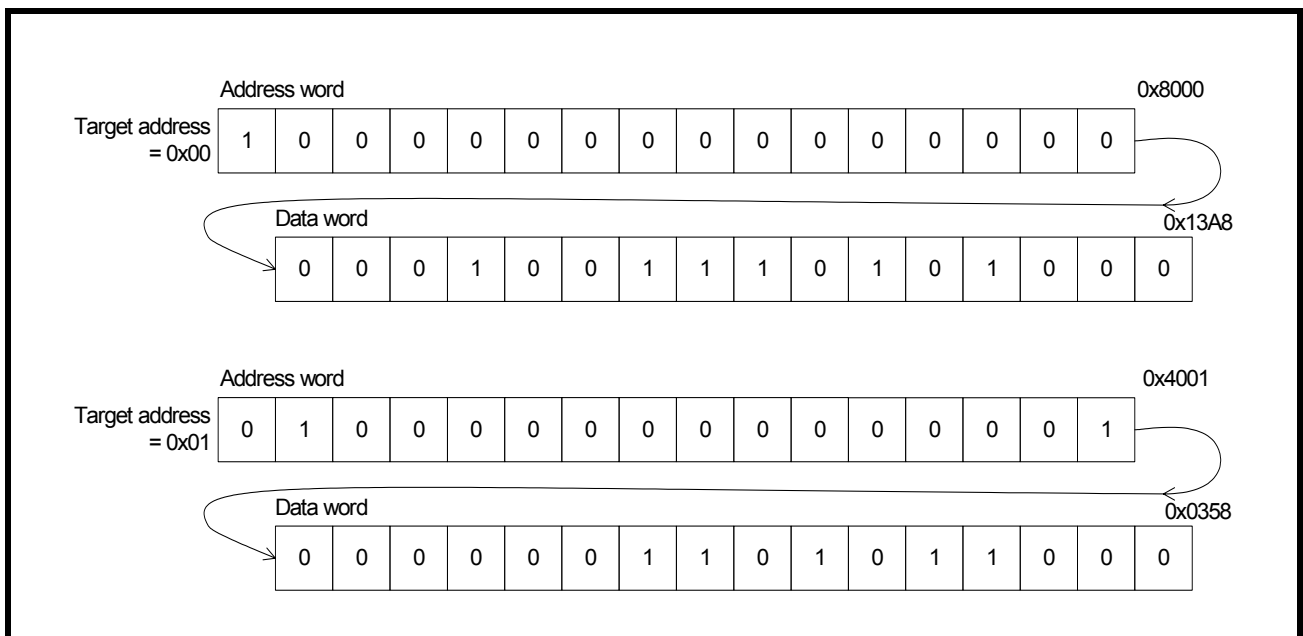 Address word 0x8000
Target address
= 0x00
1 0 0 0 0 0 0 0 0 0 0 0 0 0 0 0
Data word 0x13A8
0 0 0 1 0 0 1 1 1 0 1 0 1 0 0 0
Address word 0x4001
Target address
= 0x01
0 1 0 0 0 0 0 0 0 0 0 0 0 0 0 1
Data word 0x0358
0 0 0 0 0 0 1 1 0 1 0 1 1 0 0 0